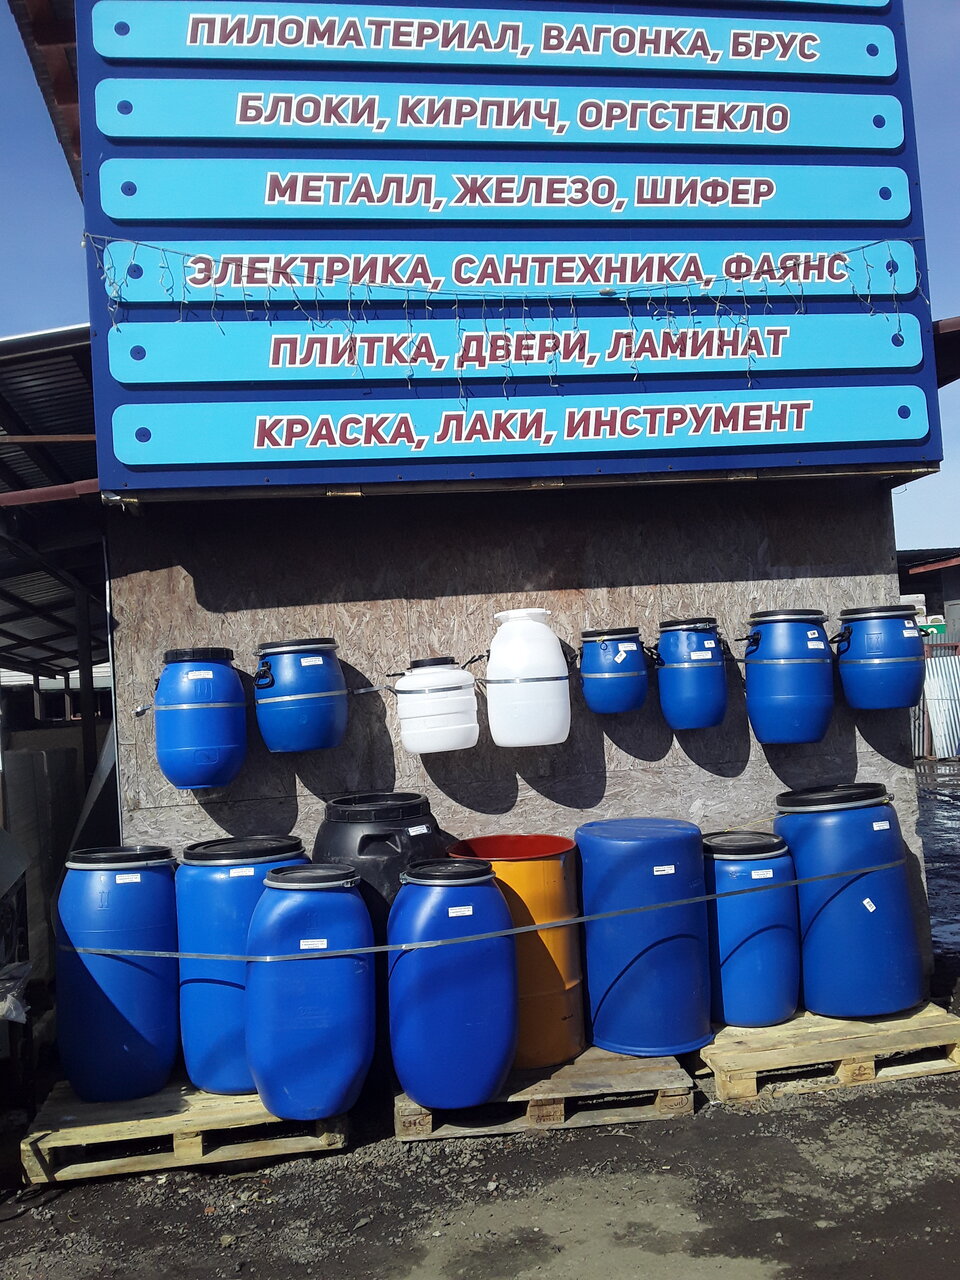 ПИЛОМАТЕРИАЛ, ВАГОНКА, БРУС
БЛОКИ, КИРПИЧ, ОРГСТЕКЛО
МЕТАЛЛ, ЖЕЛЕЗО, ШИФЕР
ЭЛЕКТРИКА, САНТЕХНИКА, ФАЯНС
ПЛИТКА, ДВЕРИ, ЛАМИНАТ
КРАСКА, ЛАКИ, ИНСТРУМЕНТ